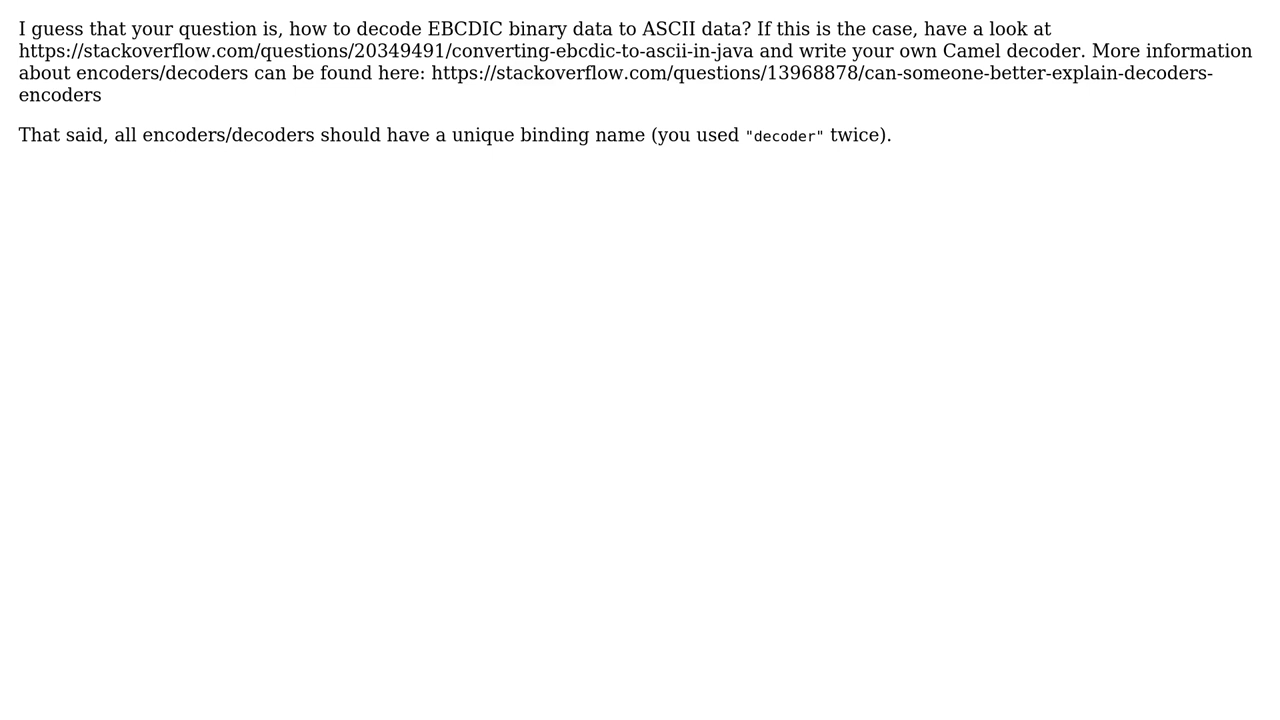 I guess that your question is, how to decode EBCDIC binary data to ASCII data? If this is the case, have a look at
https://stackoverflow.com/questions/20349491/converting-ebcdic-to-ascii-in-java and write your own Camel decoder. More information
about encoders/decoders can be found here: https://stackoverflow.com/questions/13968878/can-someone-better-explain-decoders-
encoders
That said, all encoders/decoders should have a unique binding name (you used "decoder" twice).